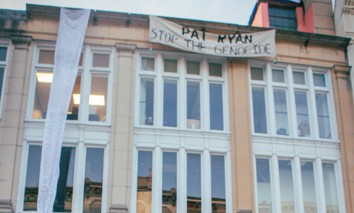 PAT RYAN
STOP THE GENOCIDE